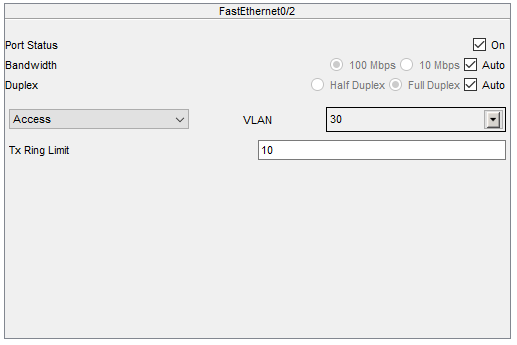 FastEthernet0/2
Port Status On
Bandwidth 100 Mbps 10 Mbps Auto
Duplex Half Duplex Full Duplex Auto
Access VLAN 30
Tx Ring Limit 10